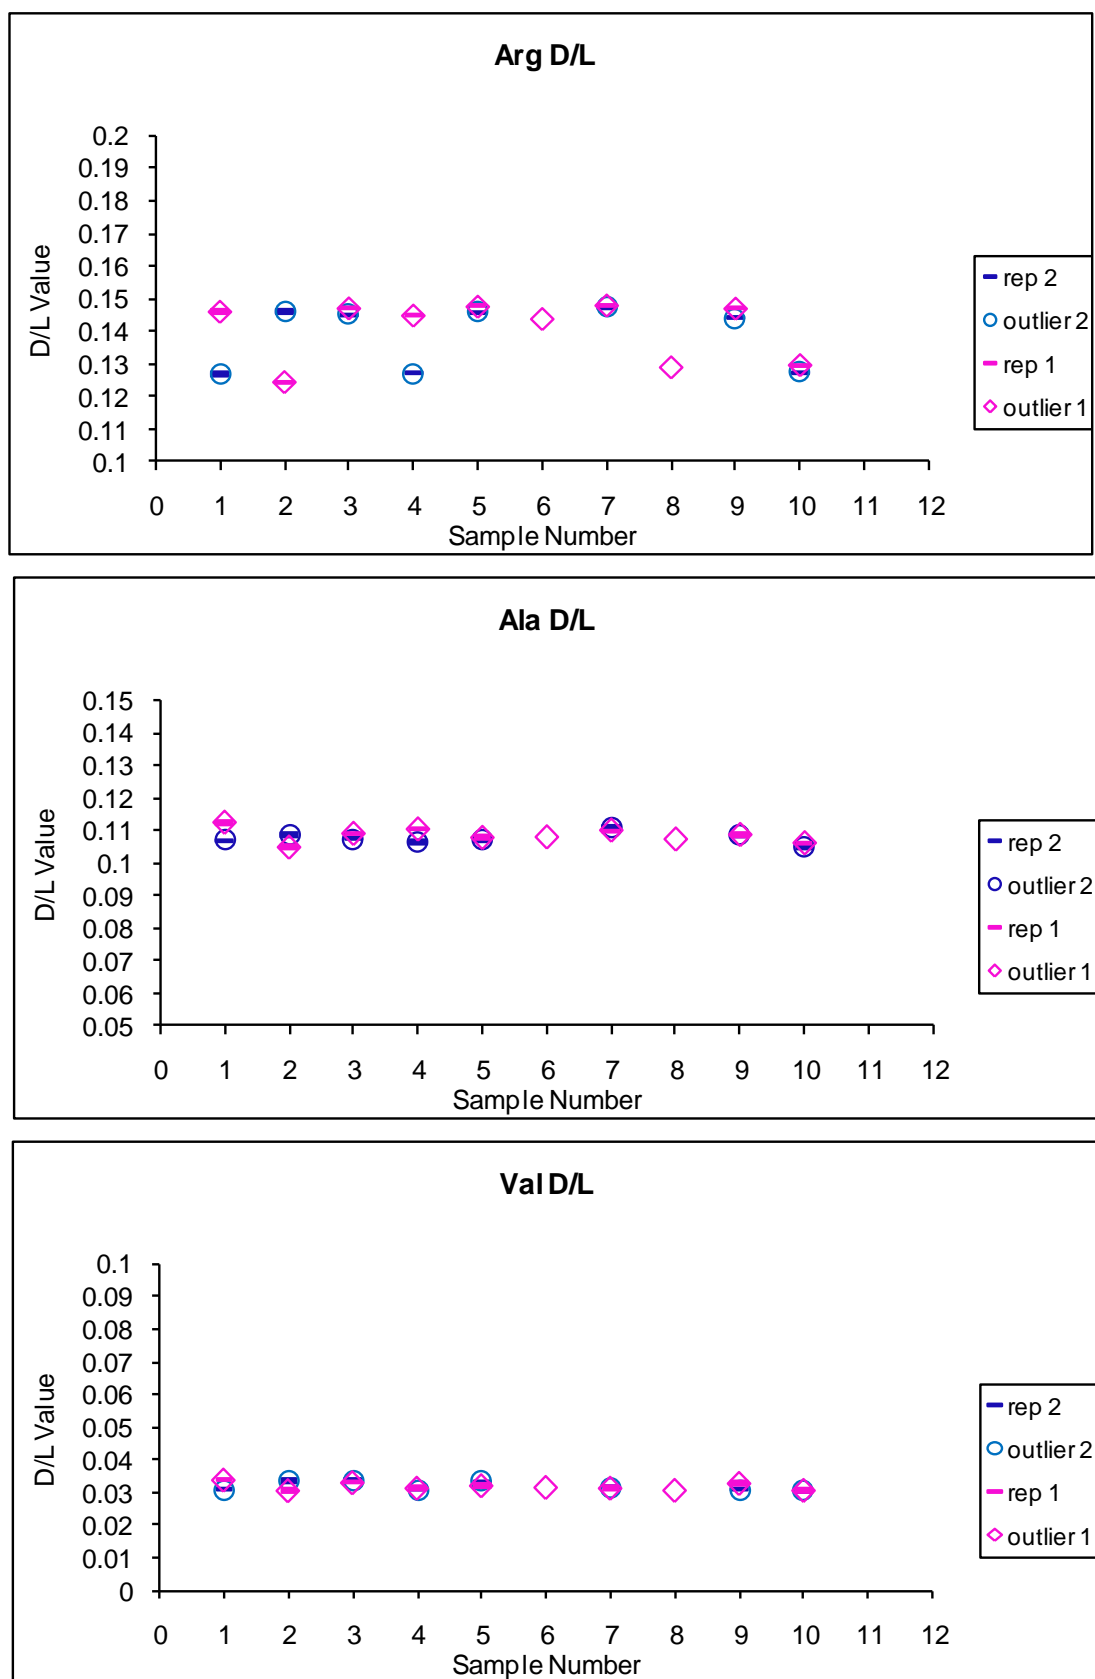 Arg D/L
0.2
0.19
0.18
0.17
0.16
0.15
0.14
0.13
0.12
0.11
0.1
D/L Value
0 1 2 3 4 5 6 7 8 9 10 11 12
Sample Number
rep 2
outlier 2
rep 1
outlier 1
Ala D/L
0.15
0.14
0.13
0.12
0.11
0.1
0.09
0.08
0.07
0.06
0.05
D/L Value
0 1 2 3 4 5 6 7 8 9 10 11 12
Sample Number
rep 2
outlier 2
rep 1
outlier 1
Val D/L
0.1
0.09
0.08
0.07
0.06
0.05
0.04
0.03
0.02
0.01
0
D/L Value
0 1 2 3 4 5 6 7 8 9 10 11 12
Sample Number
rep 2
outlier 2
rep 1
outlier 1